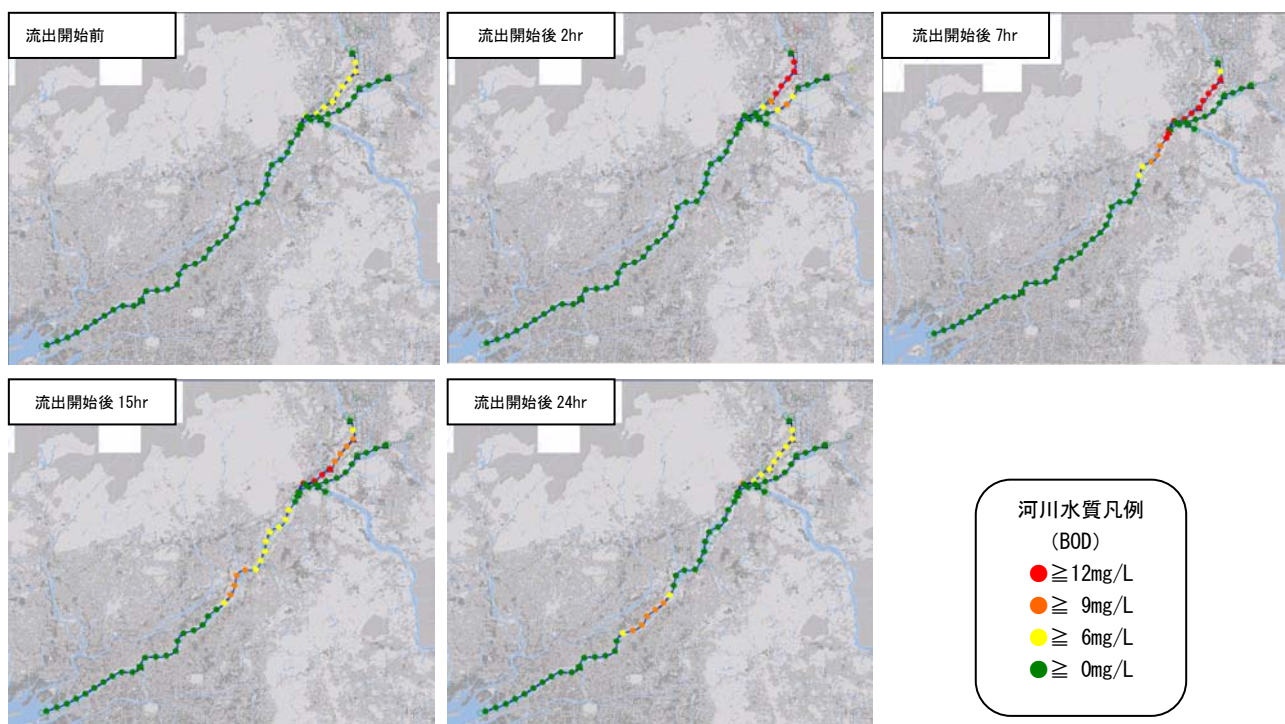 流出開始前
流出開始後 2hr
流出開始後 7hr
流出開始後 15hr
流出開始後 24hr
河川水質凡例
(BOD)
≧12mg/L
≧ 9mg/L
≧ 6mg/L
≧ 0mg/L